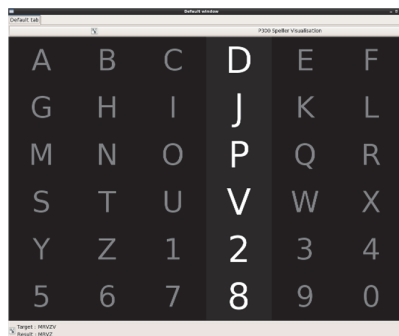 Default window
Default tab
P300 Speller Visualisation
A B C D E F
G H I J K L
M N O P Q R
S T U V W X
Y Z 1 2 3 4
5 6 7 8 9 0
Target : MRVZV
Result : MRVZ